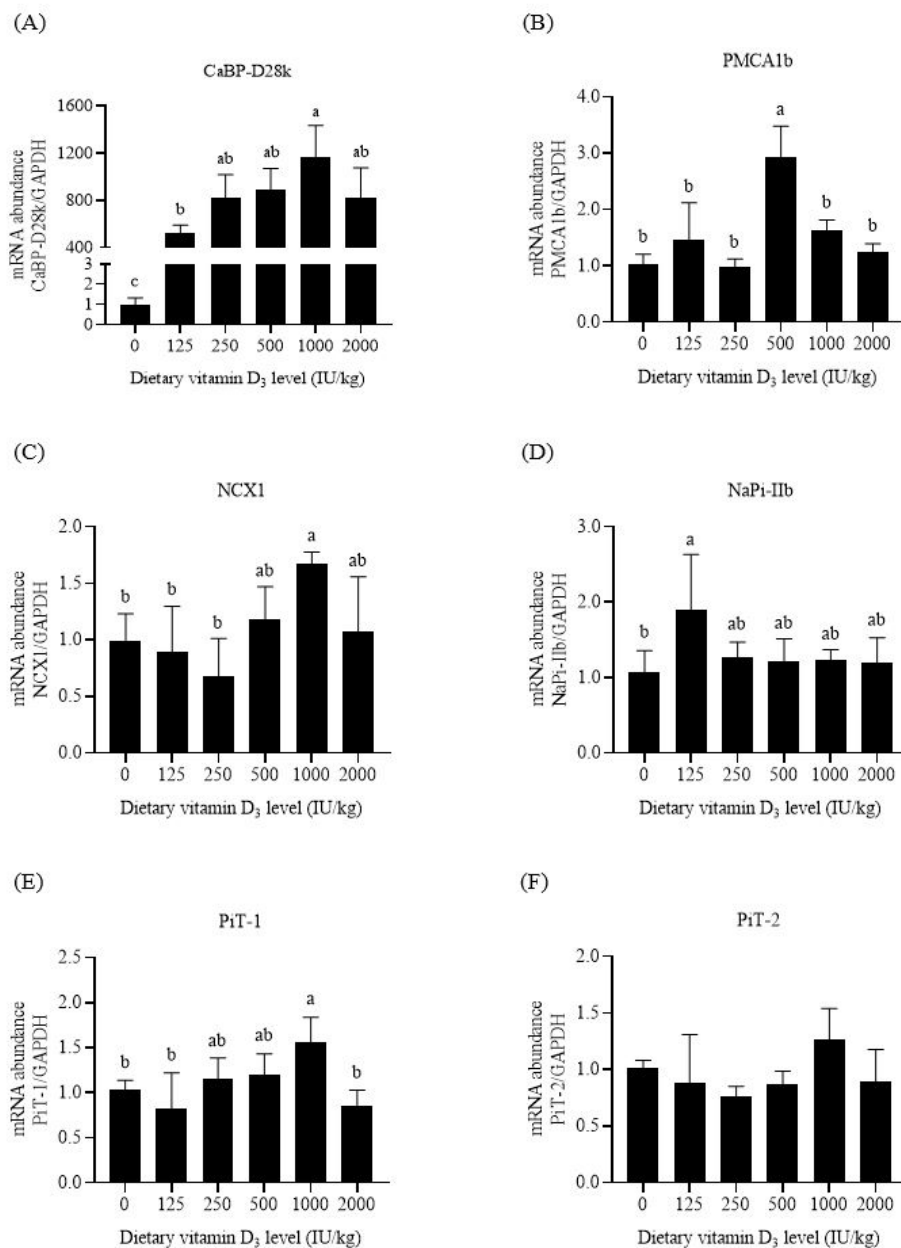 (A)
CaBP-D28k
mRNA abundance
CaBP-D28k/GAPDH
1600
1200
800
400
3
2
1
0
c
b
ab
ab
a
ab
0 125 250 500 1000 2000
Dietary vitamin D₃ level (IU/kg)
(B)
PMCA1b
mRNA abundance
PMCA1b/GAPDH
4.0
3.0
2.0
1.0
0.0
b
b
b
a
b
b
0 125 250 500 1000 2000
Dietary vitamin D₃ level (IU/kg)
(C)
NCX1
mRNA abundance
NCX1/GAPDH
2.0
1.5
1.0
0.5
0.0
b
b
b
ab
a
ab
0 125 250 500 1000 2000
Dietary vitamin D₃ level (IU/kg)
(D)
NaPi-IIb
mRNA abundance
NaPi-IIb/GAPDH
3.0
2.0
1.0
0.0
b
a
ab
ab
ab
ab
0 125 250 500 1000 2000
Dietary vitamin D₃ level (IU/kg)
(E)
PiT-1
mRNA abundance
PiT-1/GAPDH
2.5
2.0
1.5
1.0
0.5
0.0
b
b
ab
ab
a
b
0 125 250 500 1000 2000
Dietary vitamin D₃ level (IU/kg)
(F)
PiT-2
mRNA abundance
PiT-2/GAPDH
2.0
1.5
1.0
0.5
0.0
0 125 250 500 1000 2000
Dietary vitamin D₃ level (IU/kg)